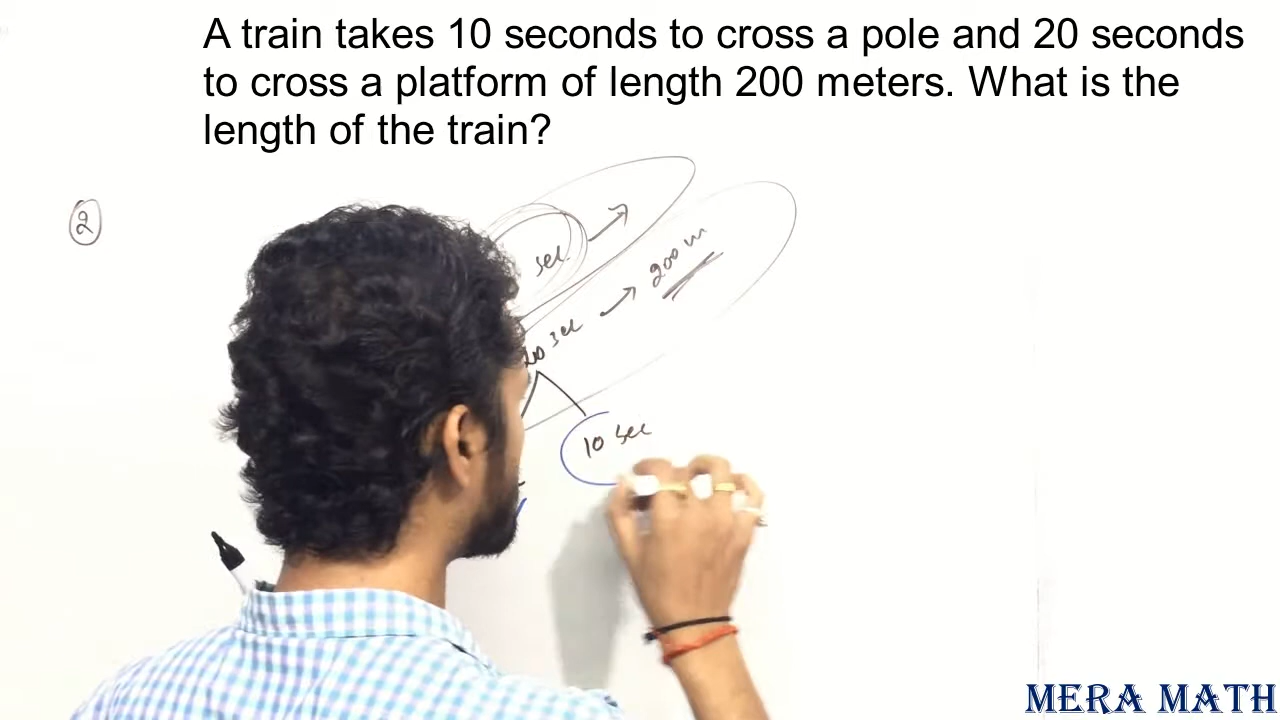 A train takes 10 seconds to cross a pole and 20 seconds
to cross a platform of length 200 meters. What is the
length of the train?
2
sec
20 sec → 200 m
10 sec
MERA MATH